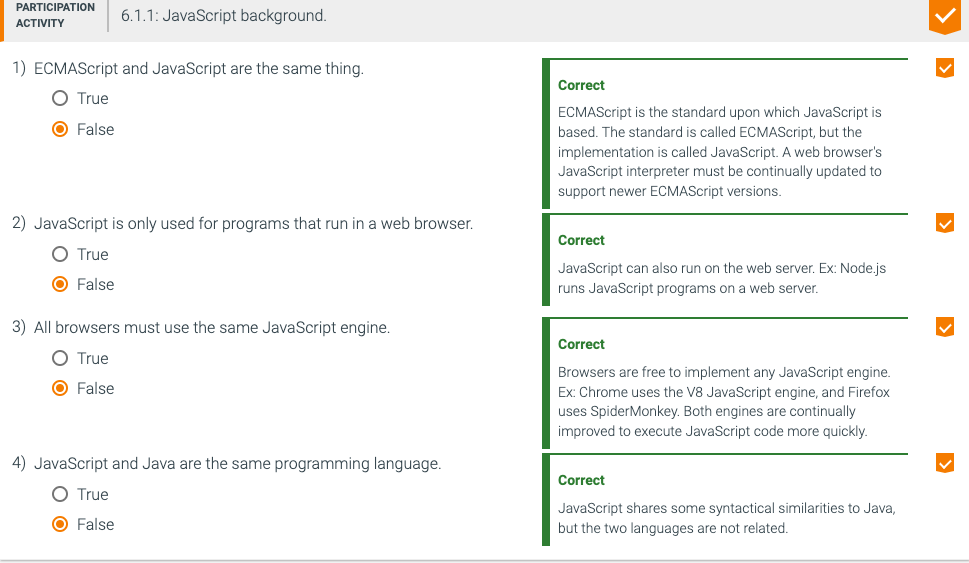 PARTICIPATION
ACTIVITY
6.1.1: JavaScript background.
1) ECMAScript and JavaScript are the same thing.
True
False
Correct
ECMAScript is the standard upon which JavaScript is
based. The standard is called ECMAScript, but the
implementation is called JavaScript. A web browser's
JavaScript interpreter must be continually updated to
support newer ECMAScript versions.
2) JavaScript is only used for programs that run in a web browser.
True
False
Correct
JavaScript can also run on the web server. Ex: Node.js
runs JavaScript programs on a web server.
3) All browsers must use the same JavaScript engine.
True
False
Correct
Browsers are free to implement any JavaScript engine.
Ex: Chrome uses the V8 JavaScript engine, and Firefox
uses SpiderMonkey. Both engines are continually
improved to execute JavaScript code more quickly.
4) JavaScript and Java are the same programming language.
True
False
Correct
JavaScript shares some syntactical similarities to Java,
but the two languages are not related.